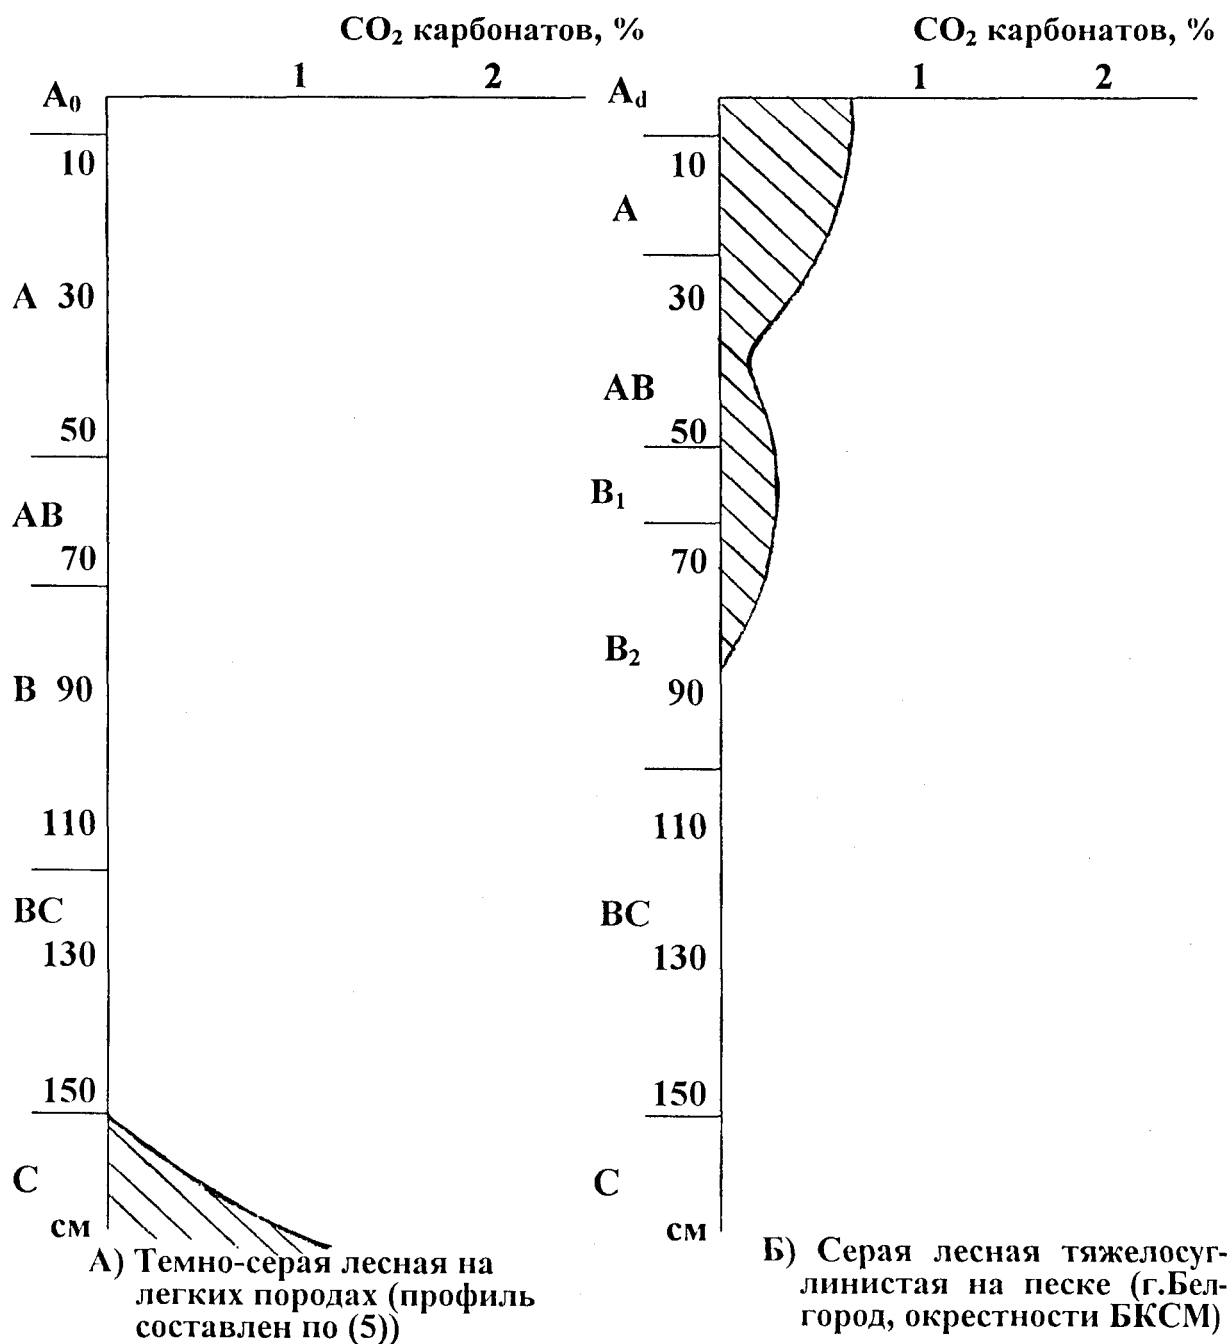 CO₂ карбонатов, %
1 2
A₀
10
A 30
50
AB
70
B 90
110
BC
130
150
C
см
А) Темно-серая лесная на
легких породах (профиль
составлен по (5))
CO₂ карбонатов, %
1 2
A_d
10
A
30
AB
50
B₁
70
B₂
90
110
BC
130
150
C
см
Б) Серая лесная тяжелосуг-
линистая на песке (г.Бел-
город, окрестности БКСМ)